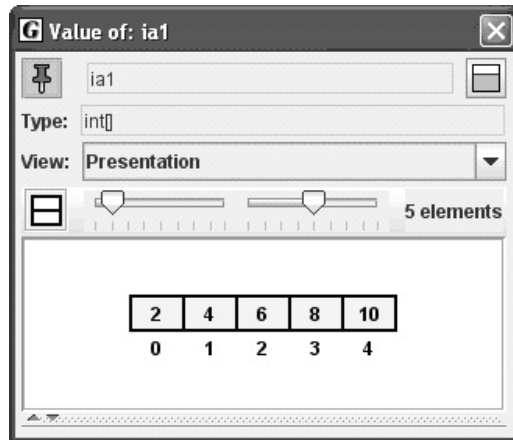 G Value of: ia1
ia1
Type: int[]
View: Presentation
5 elements
2 4 6 8 10
0 1 2 3 4